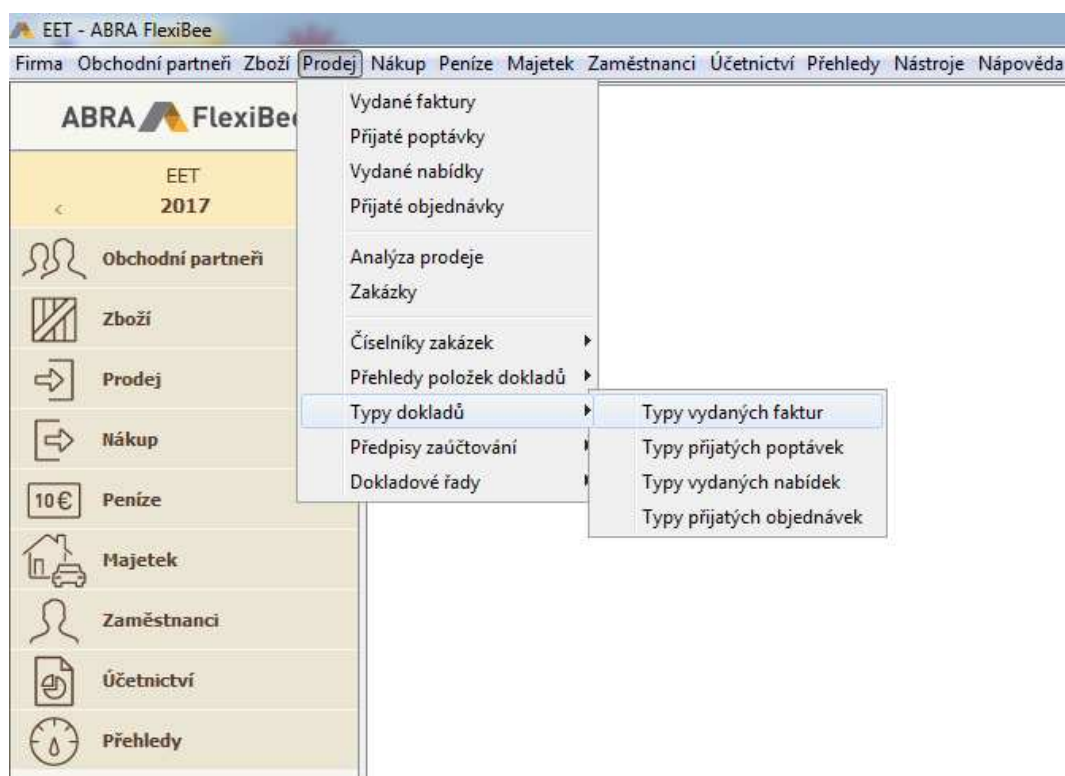 EET - ABRA FlexiBee
Firma Obchodní partneři Zboží Prodej Nákup Peníze Majetek Zaměstnanci Účetnictví Přehledy Nástroje Nápověda
ABRA FlexiBee
EET
< 2017
Obchodní partneři
Zboží
Prodej
Nákup
10 € Peníze
Majetek
Zaměstnanci
Účetnictví
Přehledy
Vydané faktury
Přijaté poptávky
Vydané nabídky
Přijaté objednávky
Analýza prodeje
Zakázky
Číselníky zakázek
Přehledy položek dokladů
Typy dokladů
Předpisy zaúčtování
Dokladové řady
Typy vydaných faktur
Typy přijatých poptávek
Typy vydaných nabídek
Typy přijatých objednávek